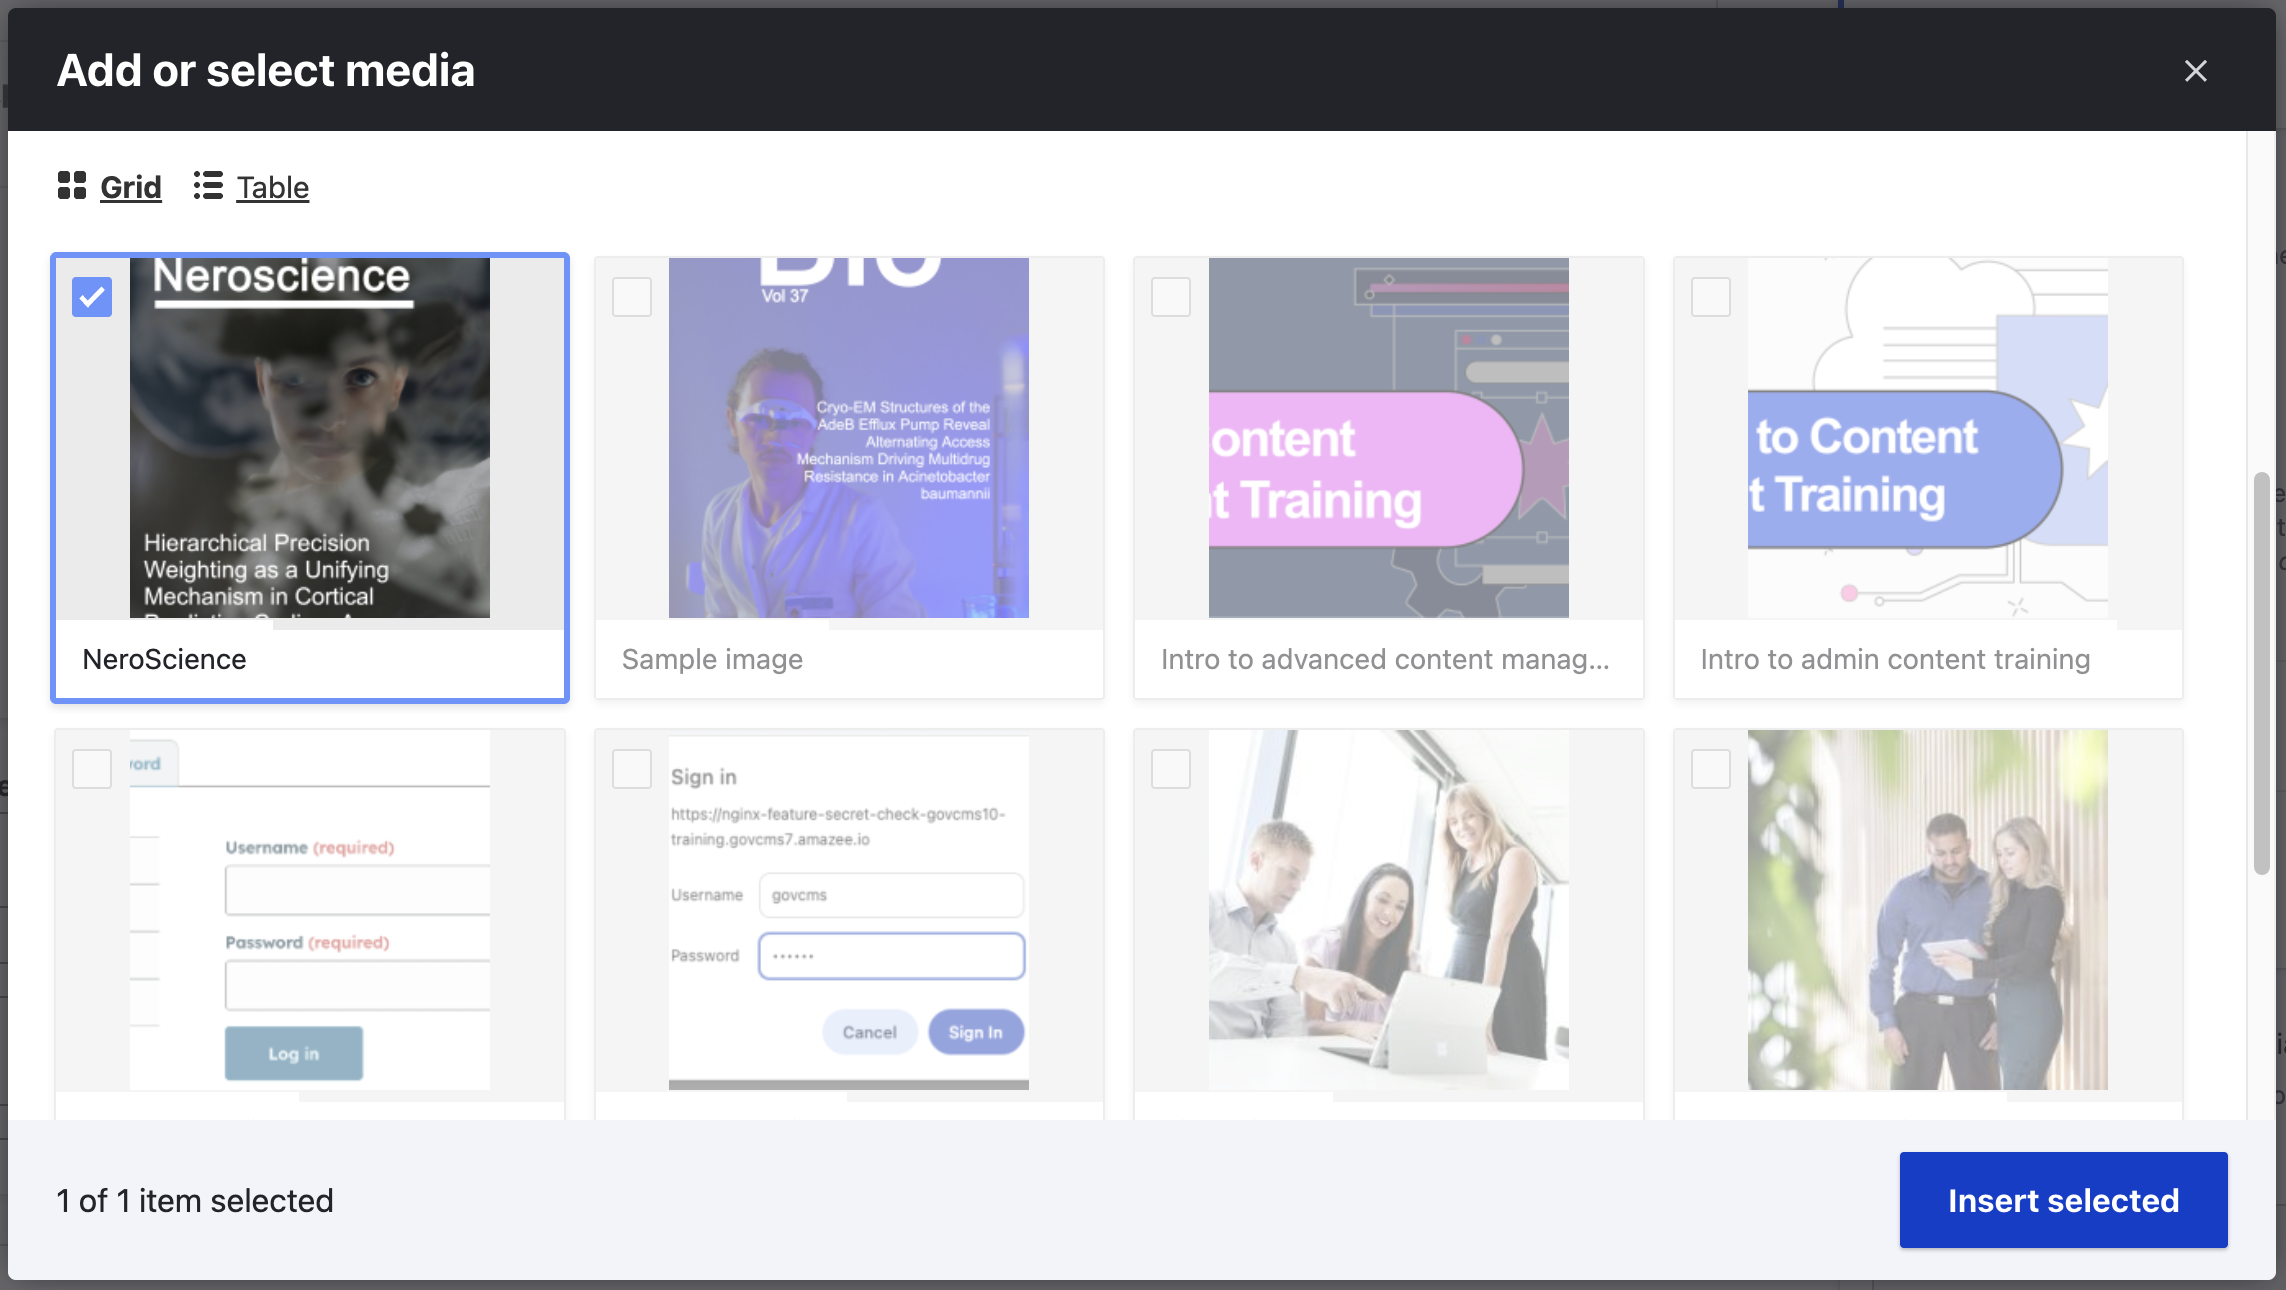 Add or select media
Grid
Table
Neroscience
Hierarchical Precision
Weighting as a Unifying
Mechanism in Cortical
NeroScience
Bio
Vol 37
Cryo-EM Structures of the
AdeB Efflux Pump Reveal
Alternating Access
Mechanism Driving Multidrug
Resistance in Acinetobacter
baumannii
Sample image
ontent
t Training
Intro to advanced content manag...
to Content
t Training
Intro to admin content training
Username (required)
Password (required)
Log in
Sign in
https://nginx-feature-secret-check-govcms10-
training.govcms7.amazee.io
Username
govcms
Password
••••••
Cancel
Sign In
1 of 1 item selected
Insert selected